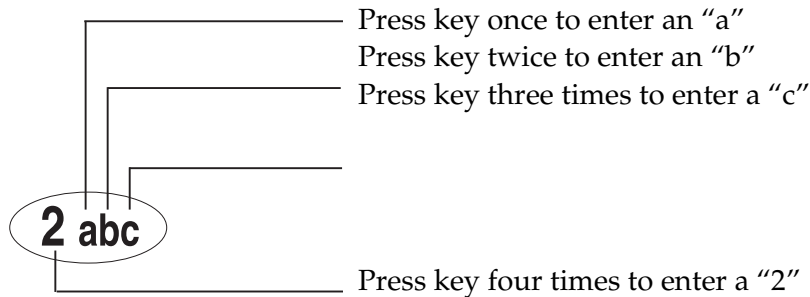 Press key once to enter an “a”
Press key twice to enter an “b”
Press key three times to enter a “c”
2 abc
Press key four times to enter a “2”